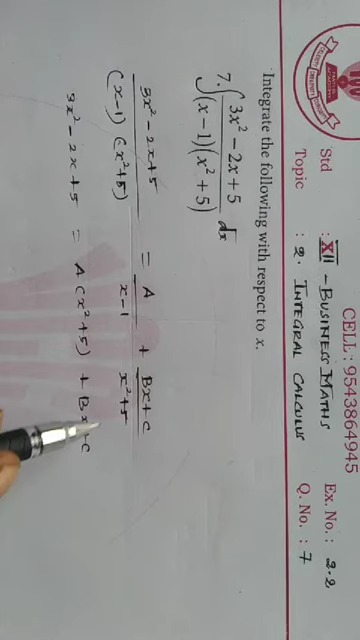 CELL: 9543864945
Std : XII - BUSINESS MATHS Ex. No.: 2.2
Topic : 2. INTEGRAL CALCULUS Q. No. : 7
Integrate the following with respect to x.
7. ∫ (3x² − 2x + 5) / ((x − 1)(x² + 5)) dx
(3x² − 2x + 5) / ((x−1)(x²+5)) = A / (x−1) + (Bx+C) / (x²+5)
3x² − 2x + 5 = A(x²+5) + Bx+C